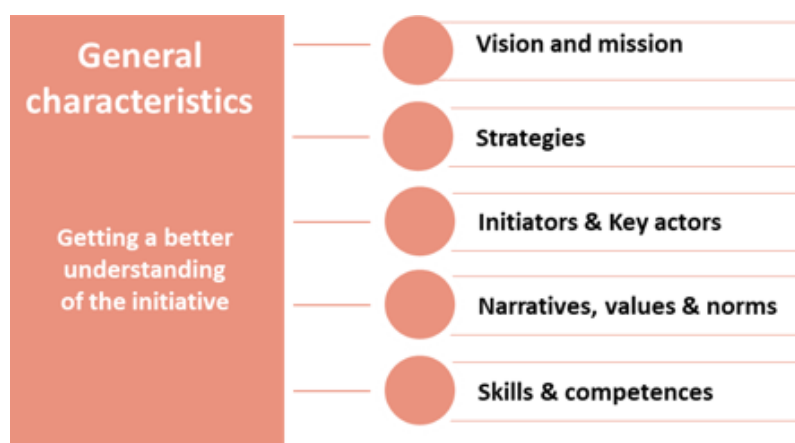 General
characteristics
Getting a better
understanding
of the initiative
Vision and mission
Strategies
Initiators & Key actors
Narratives, values & norms
Skills & competences